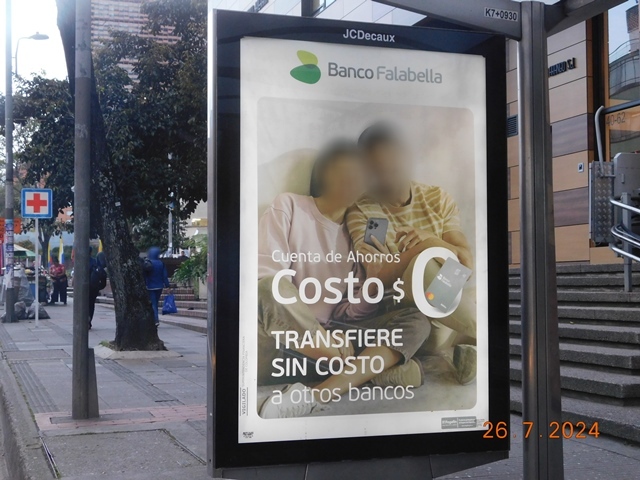 K7+0930
JCDecaux
Banco Falabella
Cuenta de Ahorros
Costo $0
TRANSFIERE
SIN COSTO
a otros bancos
26.7.2024